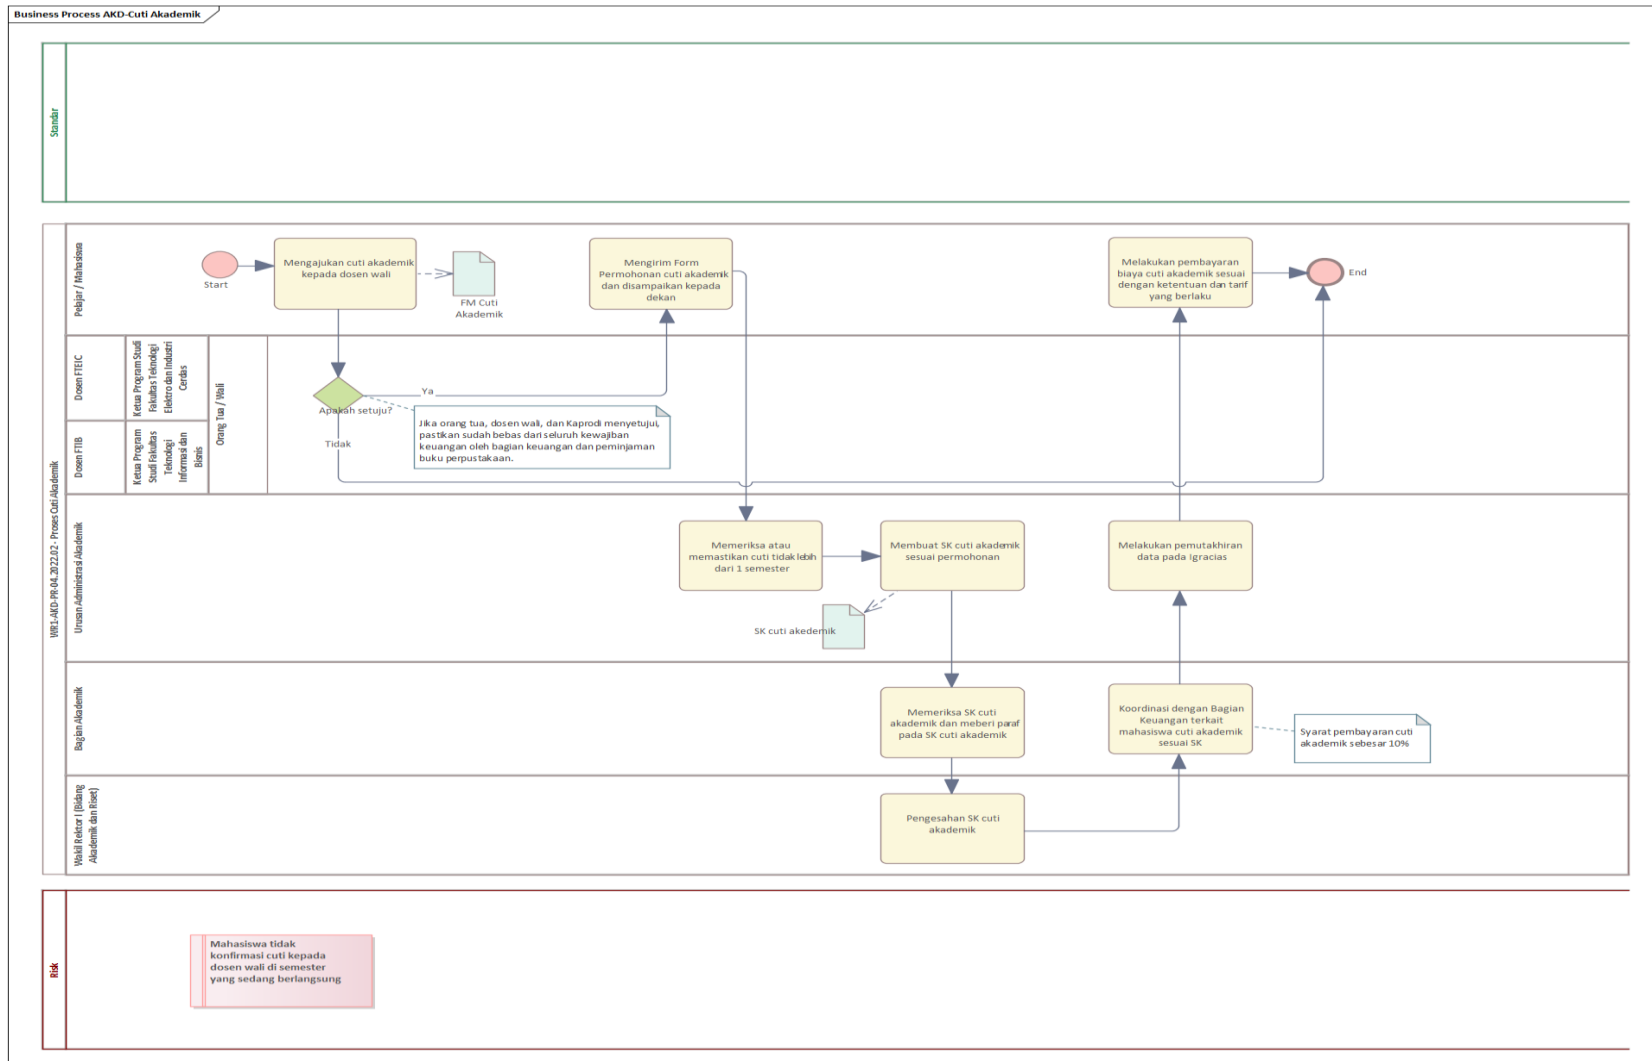 Business Process AKD-Cuti Akademik
Standar
WR1-AKD-PR-04.2022.02 - Proses Cuti Akademik
Pelajar / Mahasiswa
Start
Mengajukan cuti akademik
kepada dosen wali
FM Cuti
Akademik
Mengirim Form
Permohonan cuti akademik
dan disampaikan kepada
dekan
Melakukan pembayaran
biaya cuti akademik sesuai
dengan ketentuan dan tarif
yang berlaku
End
Dosen FTEIC
Ketua Program Studi
Fakultas Teknologi
Elektro dan Industri
Cerdas
Dosen FTIB
Ketua Program
Studi Fakultas
Teknologi
Informasi dan
Bisnis
Orang Tua / Wali
Apakah setuju?
Ya
Tidak
Jika orang tua, dosen wali, dan Kaprodi menyetujui,
pastikan sudah bebas dari seluruh kewajiban
keuangan oleh bagian keuangan dan peminjaman
buku perpustakaan.
Urusan Administrasi Akademik
Memeriksa atau
memastikan cuti tidak lebih
dari 1 semester
Membuat SK cuti akademik
sesuai permohonan
SK cuti akedemik
Melakukan pemutakhiran
data pada Igracias
Bagian Akademik
Memeriksa SK cuti
akademik dan meberi paraf
pada SK cuti akademik
Koordinasi dengan Bagian
Keuangan terkait
mahasiswa cuti akademik
sesuai SK
Syarat pembayaran cuti
akademik sebesar 10%
Wakil Rektor I (Bidang
Akademik dan Riset)
Pengesahan SK cuti
akademik
Risk
Mahasiswa tidak
konfirmasi cuti kepada
dosen wali di semester
yang sedang berlangsung